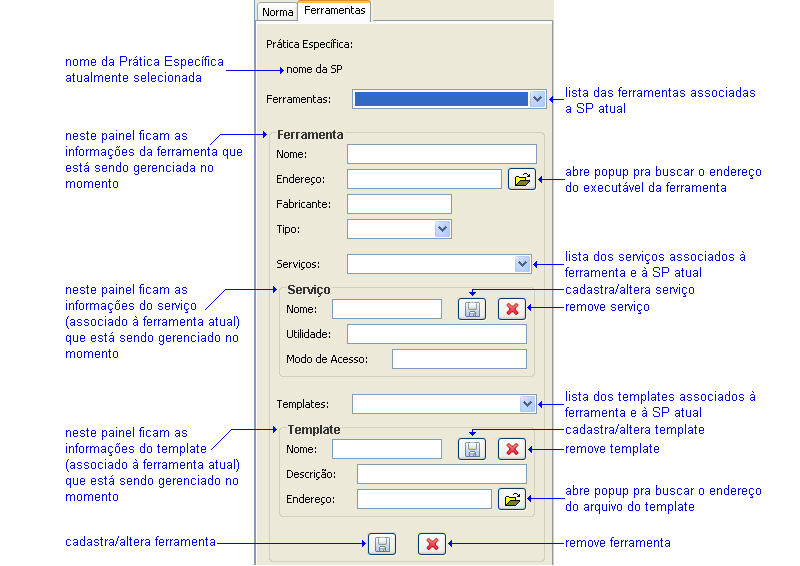 Norma
Ferramentas
Prática Específica:
nome da Prática Específica
atualmente selecionada
nome da SP
Ferramentas:
lista das ferramentas associadas
a SP atual
neste painel ficam as
informações da ferramenta que
está sendo gerenciada no
momento
Ferramenta
Nome:
Endereço:
abre popup pra buscar o endereço
do executável da ferramenta
Fabricante:
Tipo:
Serviços:
lista dos serviços associados à
ferramenta e à SP atual
neste painel ficam as
informações do serviço
(associado à ferramenta atual)
que está sendo gerenciado no
momento
Serviço
cadastra/altera serviço
Nome:
remove serviço
Utilidade:
Modo de Acesso:
Templates:
lista dos templates associados à
ferramenta e à SP atual
neste painel ficam as
informações do template
(associado à ferramenta atual)
que está sendo gerenciado no
momento
Template
cadastra/altera template
Nome:
remove template
Descrição:
Endereço:
abre popup pra buscar o endereço
do arquivo do template
cadastra/altera ferramenta
remove ferramenta